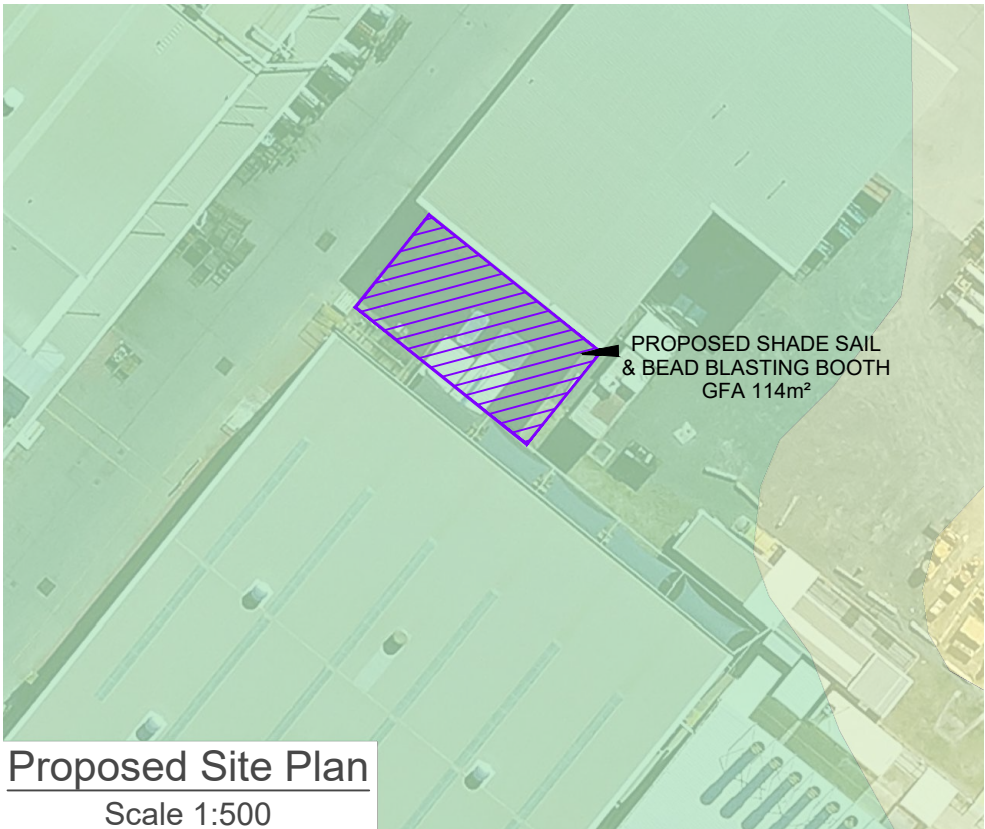 PROPOSED SHADE SAIL
& BEAD BLASTING BOOTH
GFA 114m²
Proposed Site Plan
Scale 1:500